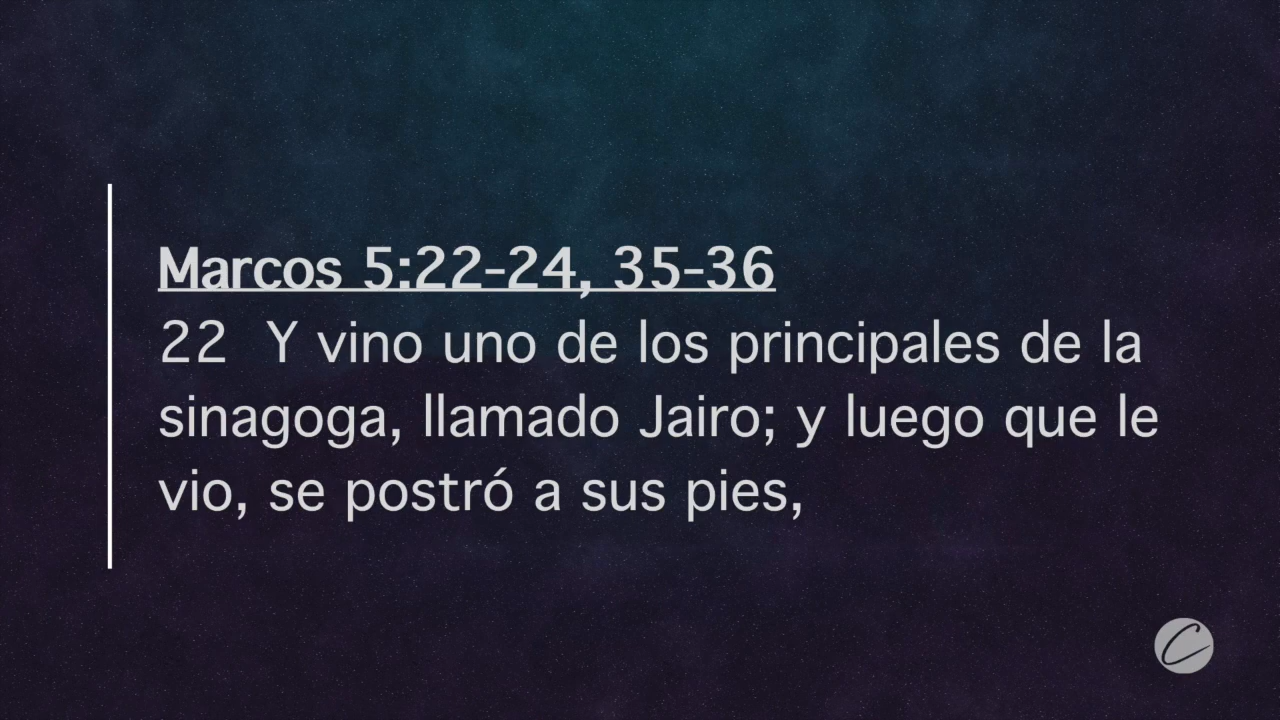 Marcos 5:22-24, 35-36
22 Y vino uno de los principales de la
sinagoga, llamado Jairo; y luego que le
vio, se postró a sus pies,